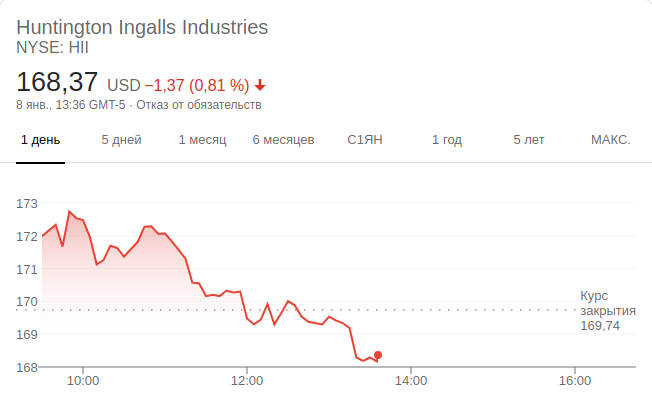 Huntington Ingalls Industries
NYSE: HII
168,37 USD −1,37 (0,81 %)
8 янв., 13:36 GMT-5 · Отказ от обязательств
1 день 5 дней 1 месяц 6 месяцев С1ЯН 1 год 5 лет МАКС.
173
172
171
170
169
168
Курс
закрытия
169,74
10:00 12:00 14:00 16:00